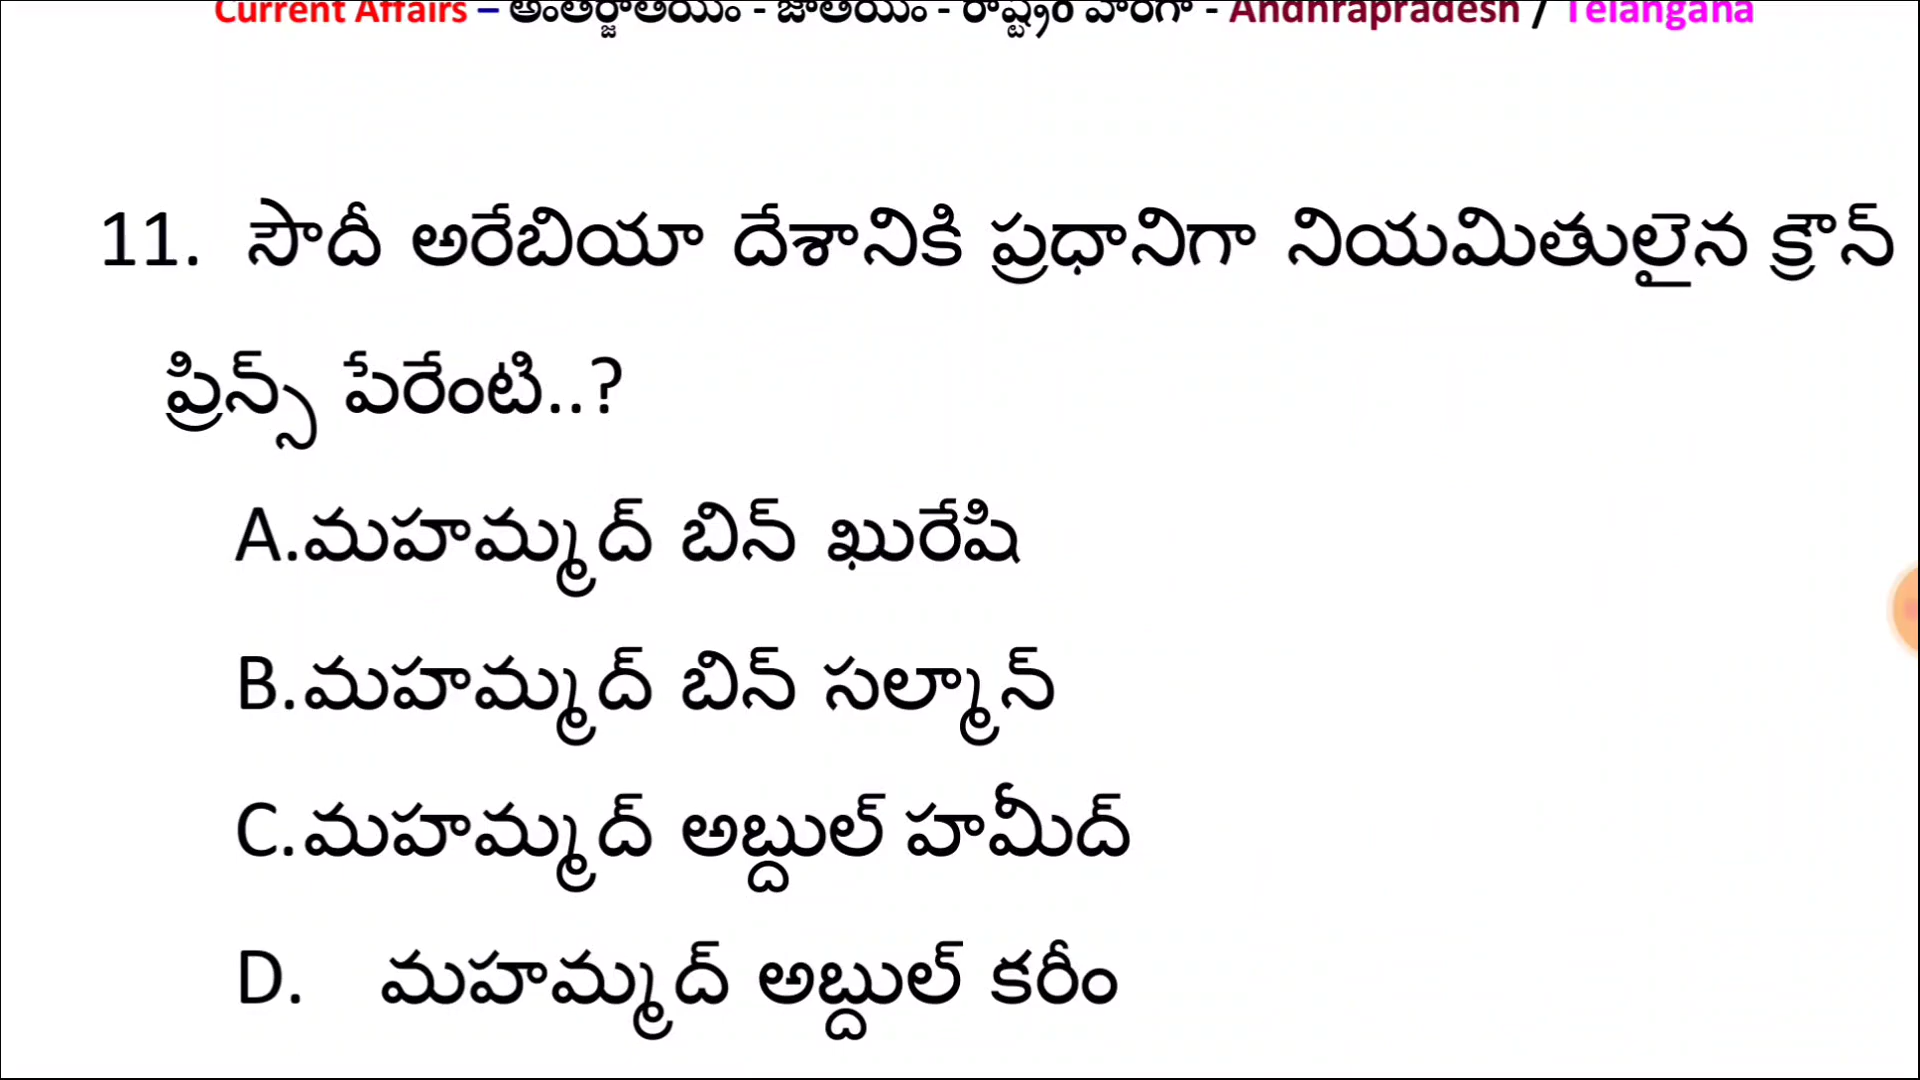 Current Affairs – అంతర్జాతీయం - జాతీయం - రాష్ట్రం వారీగా - Andhrapradesh / Telangana
11. సౌదీ అరేబియా దేశానికి ప్రధానిగా నియమితులైన క్రౌన్
ప్రిన్స్ పేరేంటి..?
A.మహమ్మద్ బిన్ ఖురేషి
B.మహమ్మద్ బిన్ సల్మాన్
C.మహమ్మద్ అబ్దుల్ హమీద్
D. మహమ్మద్ అబ్దుల్ కరీం